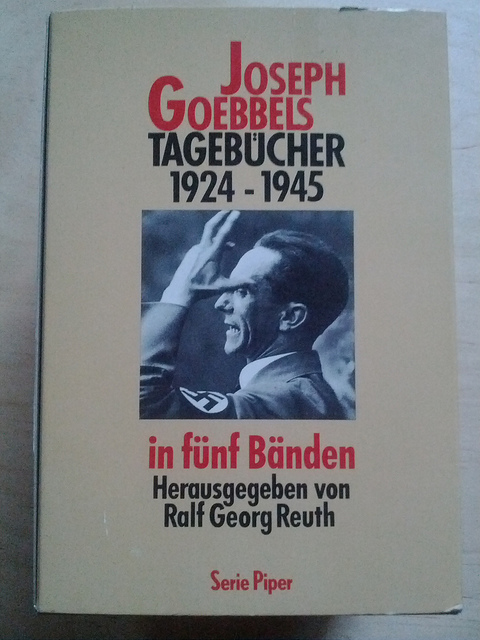 JOSEPH
GOEBBELS
TAGEBÜCHER
1924 - 1945
in fünf Bänden
Herausgegeben von
Ralf Georg Reuth
Serie Piper